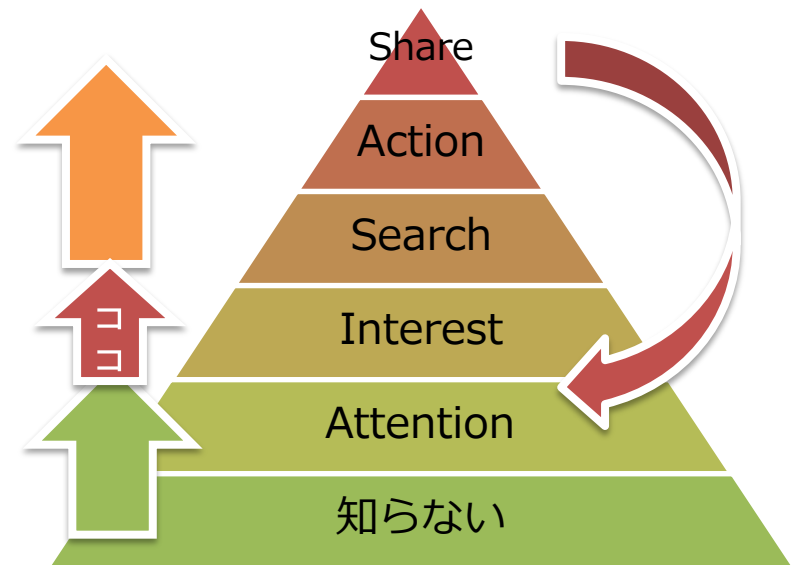 Share
Action
Search
Interest
Attention
知らない
ココ